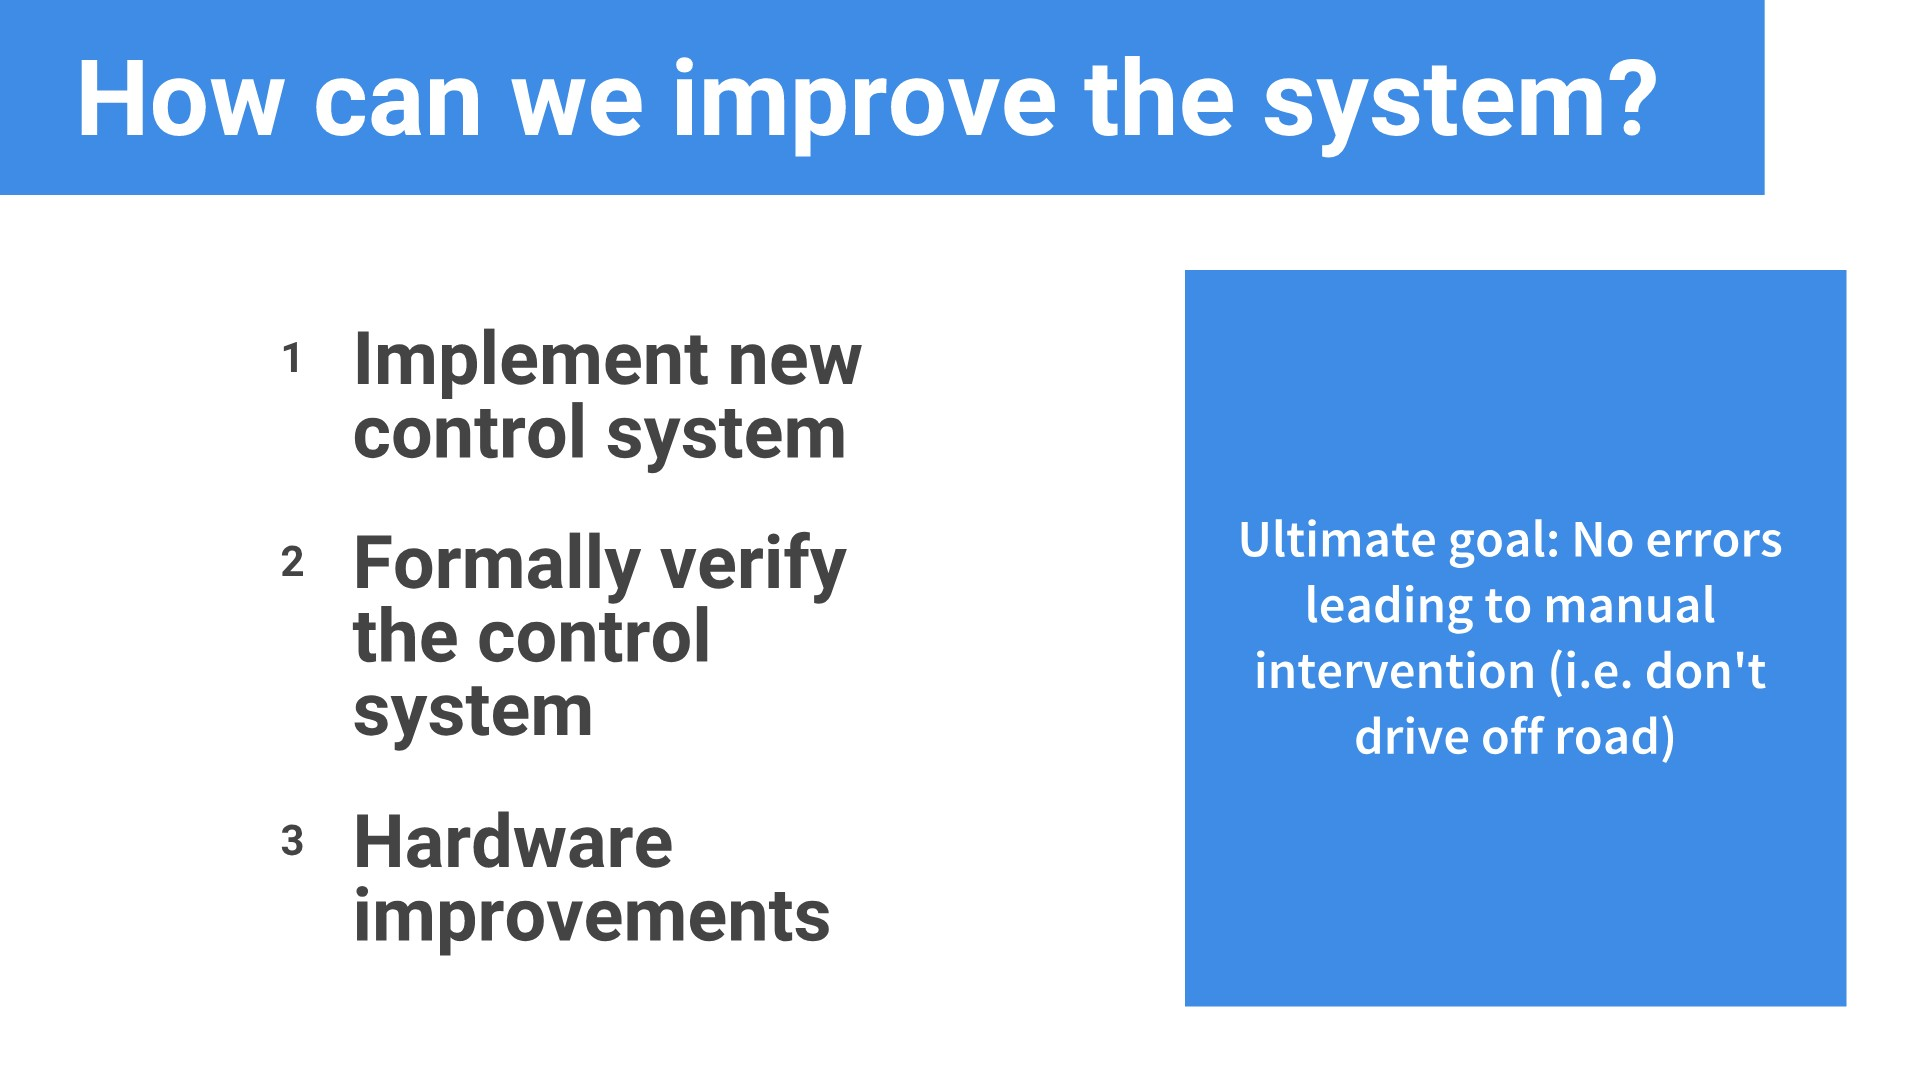 How can we improve the system?
1 Implement new
control system
2 Formally verify
the control
system
3 Hardware
improvements
Ultimate goal: No errors
leading to manual
intervention (i.e. don't
drive off road)